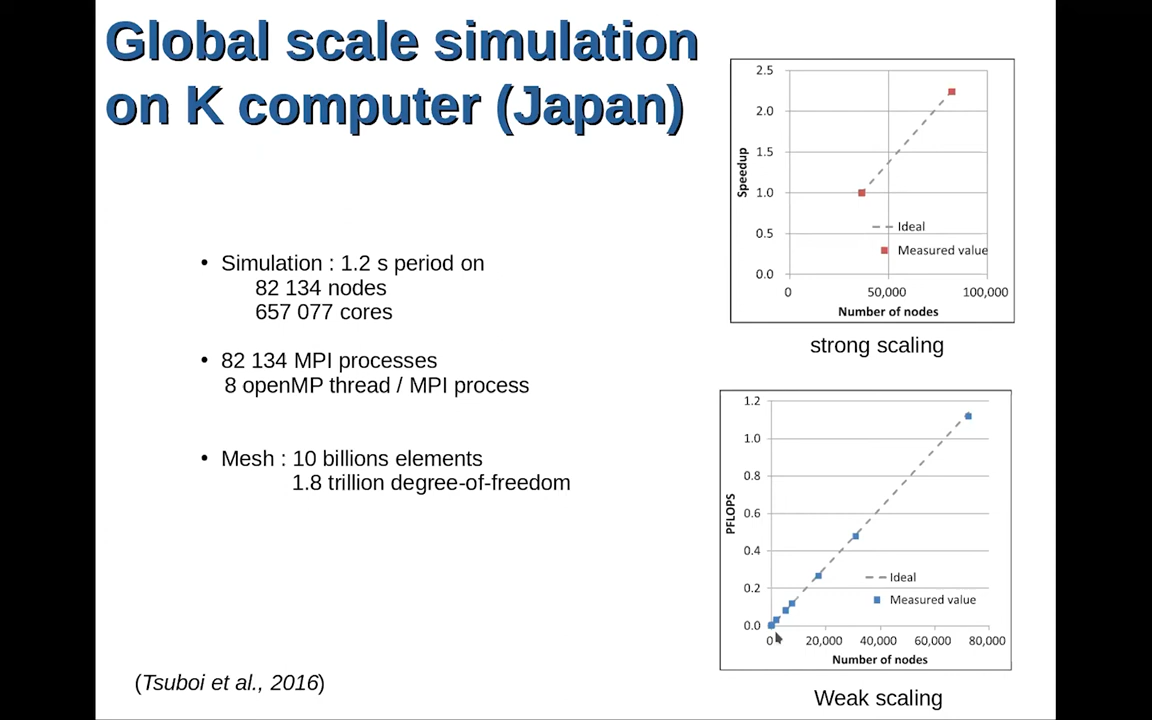 Global scale simulation
on K computer (Japan)
• Simulation : 1.2 s period on
82 134 nodes
657 077 cores
• 82 134 MPI processes
8 openMP thread / MPI process
• Mesh : 10 billions elements
1.8 trillion degree-of-freedom
(Tsuboi et al., 2016)
2.5
2.0
1.5
1.0
0.5
0.0
Speedup
Ideal
Measured value
0 50,000 100,000
Number of nodes
strong scaling
1.2
1.0
0.8
0.6
0.4
0.2
0.0
PFLOPS
Ideal
Measured value
0 20,000 40,000 60,000 80,000
Number of nodes
Weak scaling